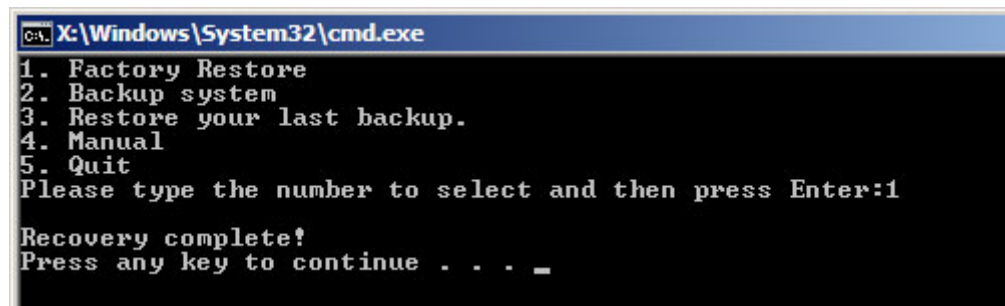 X:\Windows\System32\cmd.exe
1. Factory Restore
2. Backup system
3. Restore your last backup.
4. Manual
5. Quit
Please type the number to select and then press Enter:1
Recovery complete!
Press any key to continue . . . _